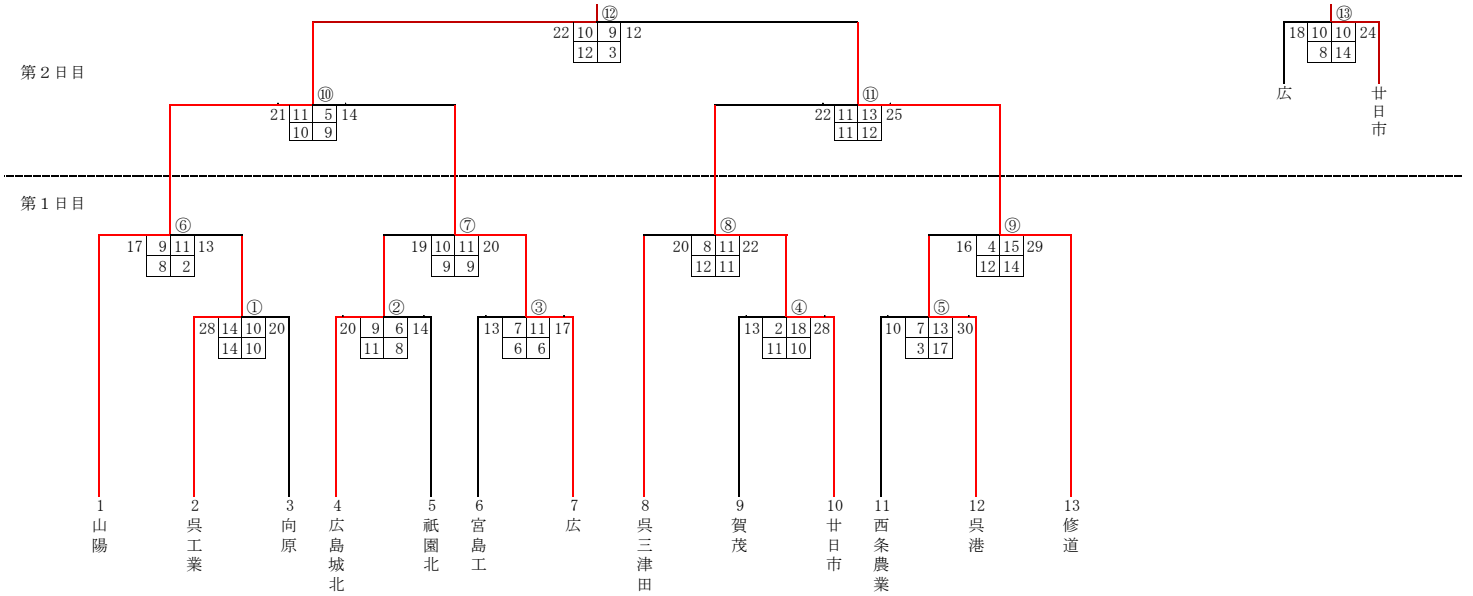 ⑫
⑬
22 10 9 12
12 3
18 10 10 24
8 14
第2日目
広
廿日市
⑩
⑪
21 11 5 14
10 9
22 11 13 25
11 12
第1日目
⑥
⑦
⑧
⑨
17 9 11 13
8 2
19 10 11 20
9 9
20 8 11 22
12 11
16 4 15 29
12 14
①
②
③
④
⑤
28 14 10 20
14 10
20 9 6 14
11 8
13 7 11 17
6 6
13 2 18 28
11 10
10 7 13 30
3 17
1 山陽
2 呉工業
3 向原
4 広島城北
5 祇園北
6 宮島工
7 広
8 呉三津田
9 賀茂
10 廿日市
11 西条農業
12 呉港
13 修道